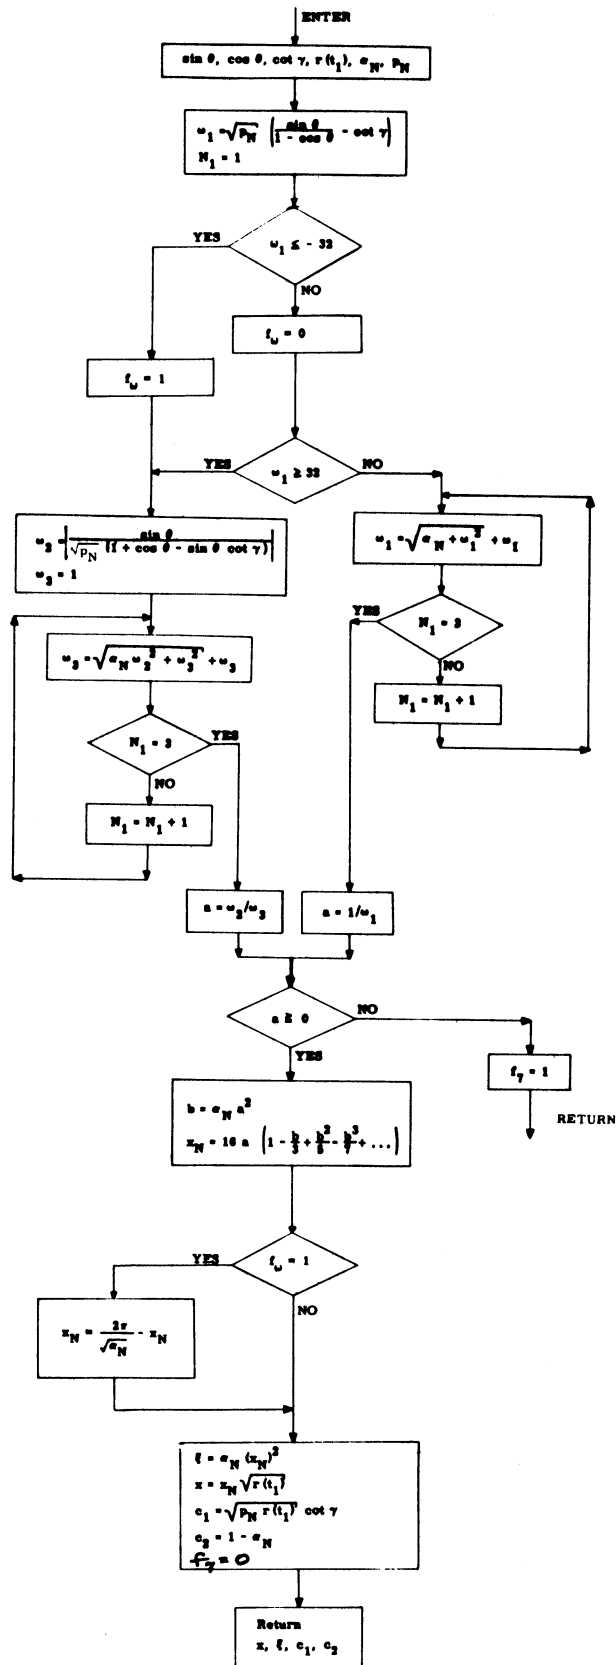 ENTER
sin θ, cos θ, cot γ, r(t₁), α_N, p_N
ω₁ = √p_N ( sin θ / (1 - cos θ) - cot γ )
N₁ = 1
YES
ω₁ ≤ - 32
NO
f_ω = 0
f_ω = 1
YES
ω₁ ≥ 32
NO
ω₂ = | sin θ / (√p_N (1 + cos θ - sin θ cot γ)) |
ω₃ = 1
ω₁ = √(α_N + ω₁²) + ω₁
YES
N₁ = 3
NO
ω₃ = √(α_N ω₂² + ω₃²) + ω₃
N₁ = N₁ + 1
N₁ = 3
YES
NO
N₁ = N₁ + 1
a = ω₂/ω₃
a = 1/ω₁
a ≧ 0
NO
YES
f₇ = 1
RETURN
b = α_N a²
x_N = 16 a (1 - b/3 + b²/5 - b³/7 + ...)
YES
f_ω = 1
NO
x_N = 2π/√α_N - x_N
ξ = α_N (x_N)²
x = x_N √r(t₁)
c₁ = √(p_N r(t₁)) cot γ
c₂ = 1 - α_N
f₇ = 0
Return
x, ξ, c₁, c₂